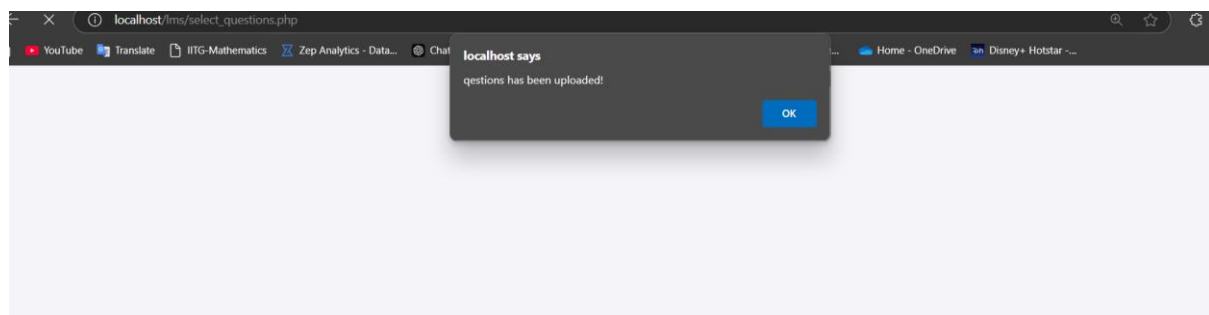 localhost/lms/select_questions.php
YouTube Translate IITG-Mathematics Zep Analytics - Data... Chat ... Home - OneDrive Disney+ Hotstar -...
localhost says
qestions has been uploaded!
OK